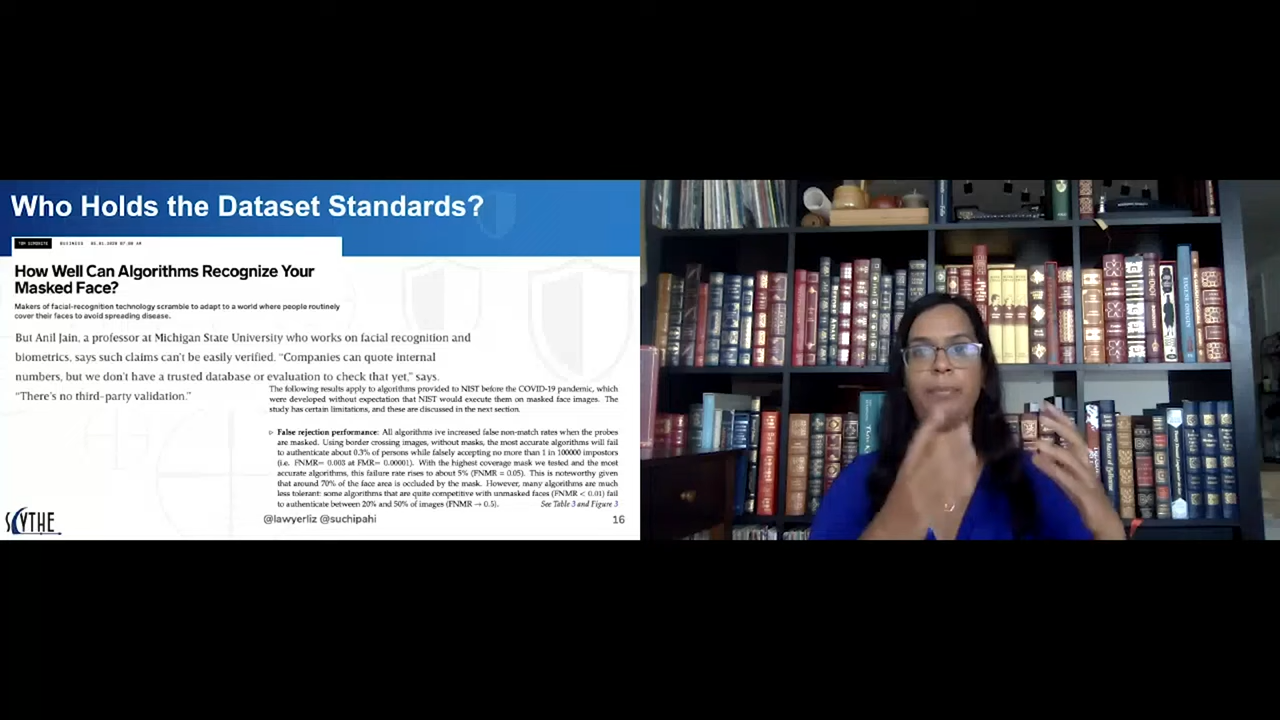 Who Holds the Dataset Standards?
TOM SIMONITE BUSINESS 05.01.2020 07:00 AM
How Well Can Algorithms Recognize Your
Masked Face?
Makers of facial-recognition technology scramble to adapt to a world where people routinely
cover their faces to avoid spreading disease.
But Anil Jain, a professor at Michigan State University who works on facial recognition and
biometrics, says such claims can't be easily verified. “Companies can quote internal
numbers, but we don't have a trusted database or evaluation to check that yet,” says.
“There's no third-party validation.”
The following results apply to algorithms provided to NIST before the COVID-19 pandemic, which
were developed without expectation that NIST would execute them on masked face images. The
study has certain limitations, and these are discussed in the next section.
▷ False rejection performance: All algorithms ive increased false non-match rates when the probes
are masked. Using border crossing images, without masks, the most accurate algorithms will fail
to authenticate about 0.3% of persons while falsely accepting no more than 1 in 100000 impostors
(i.e. FNMR= 0.003 at FMR= 0.00001). With the highest coverage mask we tested and the most
accurate algorithms, this failure rate rises to about 5% (FNMR = 0.05). This is noteworthy given
that around 70% of the face area is occluded by the mask. However, many algorithms are much
less tolerant: some algorithms that are quite competitive with unmasked faces (FNMR < 0.01) fail
to authenticate between 20% and 50% of images (FNMR → 0.5). See Table 3 and Figure 3
SCYTHE
@lawyerliz @suchipahi
16